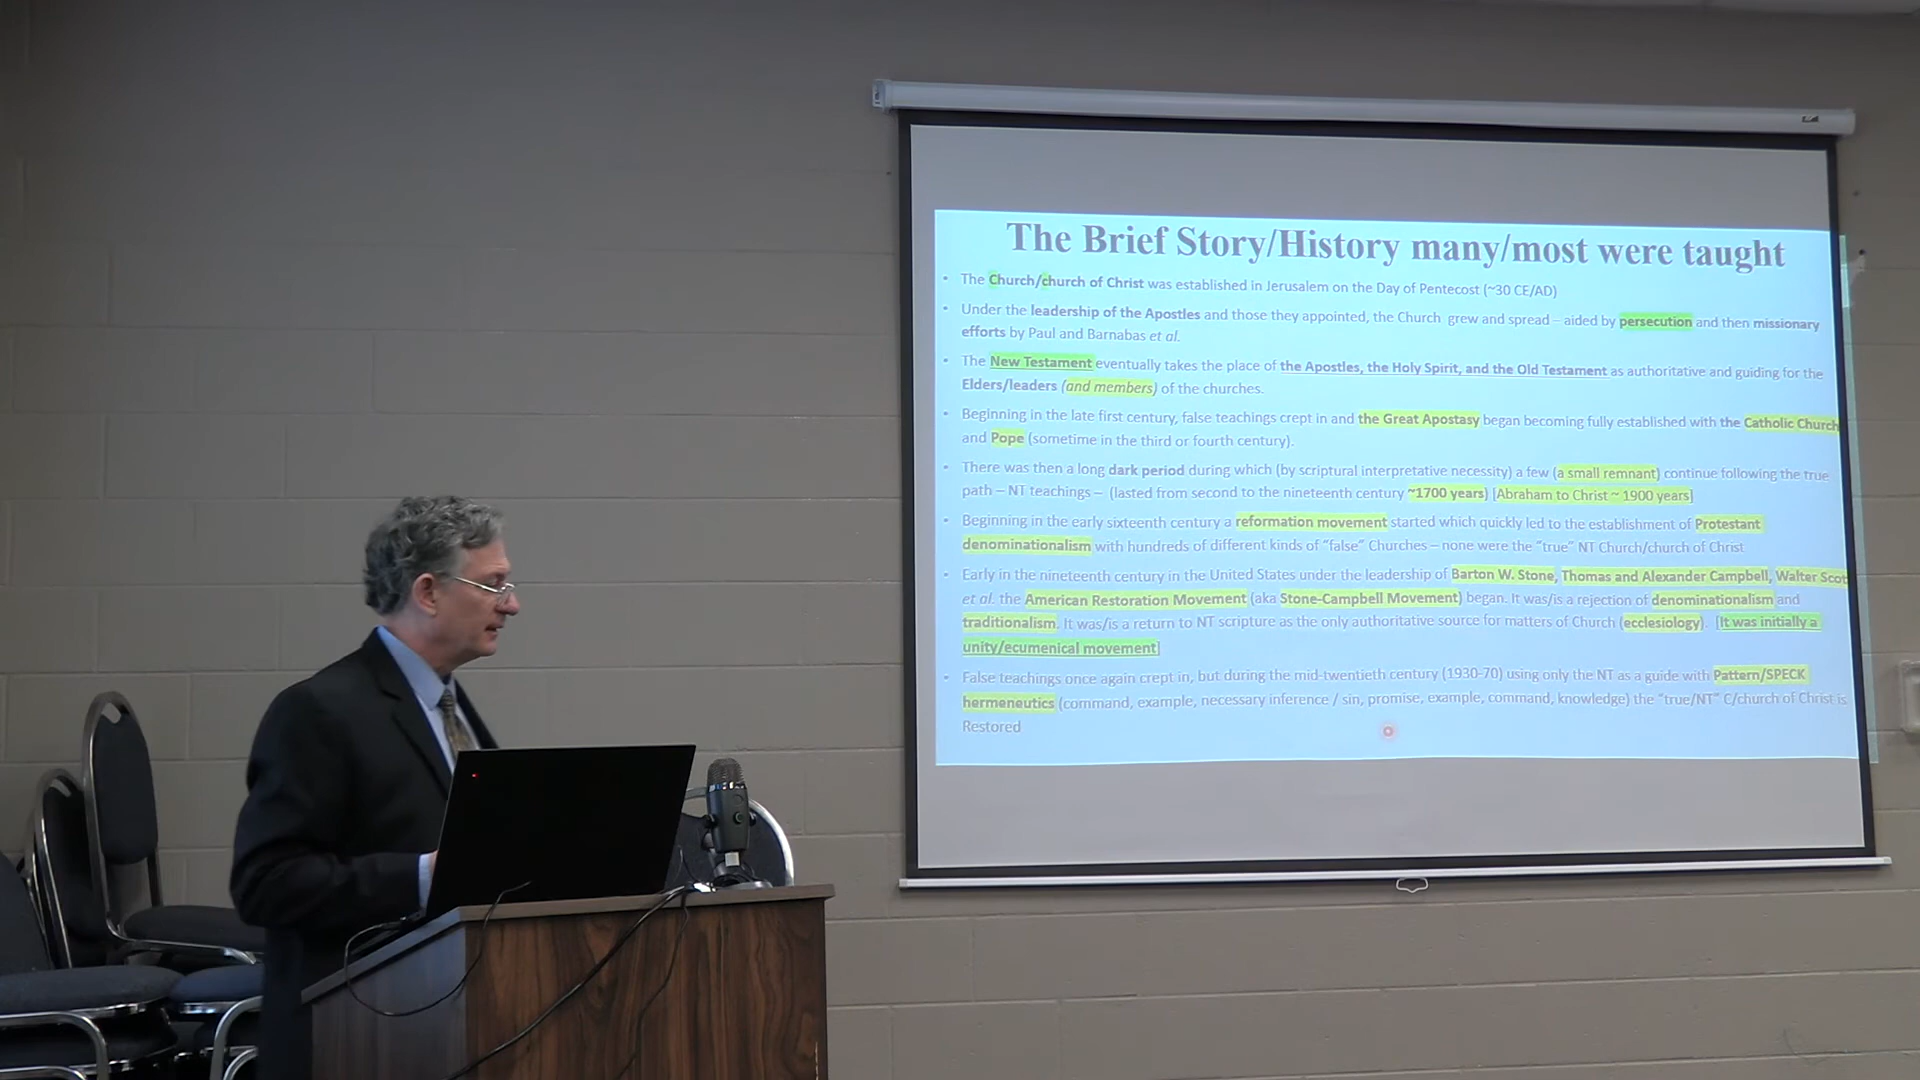 The Brief Story/History many/most were taught
• The Church/church of Christ was established in Jerusalem on the Day of Pentecost (~30 CE/AD)
• Under the leadership of the Apostles and those they appointed, the Church grew and spread – aided by persecution and then missionary
efforts by Paul and Barnabas et al.
• The New Testament eventually takes the place of the Apostles, the Holy Spirit, and the Old Testament as authoritative and guiding for the
Elders/leaders (and members) of the churches.
• Beginning in the late first century, false teachings crept in and the Great Apostasy began becoming fully established with the Catholic Church
and Pope (sometime in the third or fourth century).
• There was then a long dark period during which (by scriptural interpretative necessity) a few (a small remnant) continue following the true
path – NT teachings – (lasted from second to the nineteenth century ~1700 years) [Abraham to Christ ~ 1900 years]
• Beginning in the early sixteenth century a reformation movement started which quickly led to the establishment of Protestant
denominationalism with hundreds of different kinds of "false" Churches – none were the "true" NT Church/church of Christ
• Early in the nineteenth century in the United States under the leadership of Barton W. Stone, Thomas and Alexander Campbell, Walter Scot
et al. the American Restoration Movement (aka Stone-Campbell Movement) began. It was/is a rejection of denominationalism and
traditionalism. It was/is a return to NT scripture as the only authoritative source for matters of Church (ecclesiology). [It was initially a
unity/ecumenical movement]
• False teachings once again crept in, but during the mid-twentieth century (1930-70) using only the NT as a guide with Pattern/SPECK
hermeneutics (command, example, necessary inference / sin, promise, example, command, knowledge) the "true/NT" C/church of Christ is
Restored